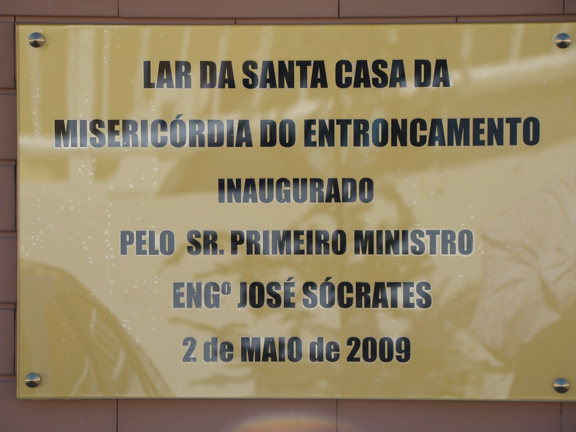 LAR DA SANTA CASA DA
MISERICÓRDIA DO ENTRONCAMENTO
INAUGURADO
PELO SR. PRIMEIRO MINISTRO
ENGº JOSÉ SÓCRATES
2 de MAIO de 2009